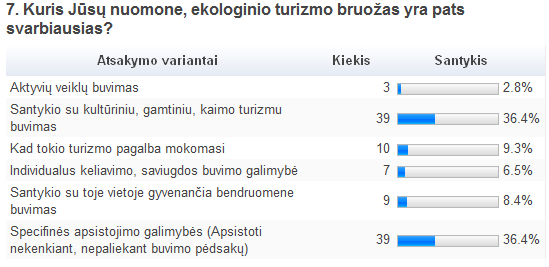 7. Kuris Jūsų nuomone, ekologinio turizmo bruožas yra pats
svarbiausias?
Atsakymo variantai Kiekis Santykis
Aktyvių veiklų buvimas 3 2.8%
Santykio su kultūriniu, gamtiniu, kaimo turizmu
buvimas 39 36.4%
Kad tokio turizmo pagalba mokomasi 10 9.3%
Individualus keliavimo, saviugdos buvimo galimybė 7 6.5%
Santykio su toje vietoje gyvenančia bendruomene
buvimas 9 8.4%
Specifinės apsistojimo galimybės (Apsistoti
nekenkiant, nepaliekant buvimo pėdsakų) 39 36.4%